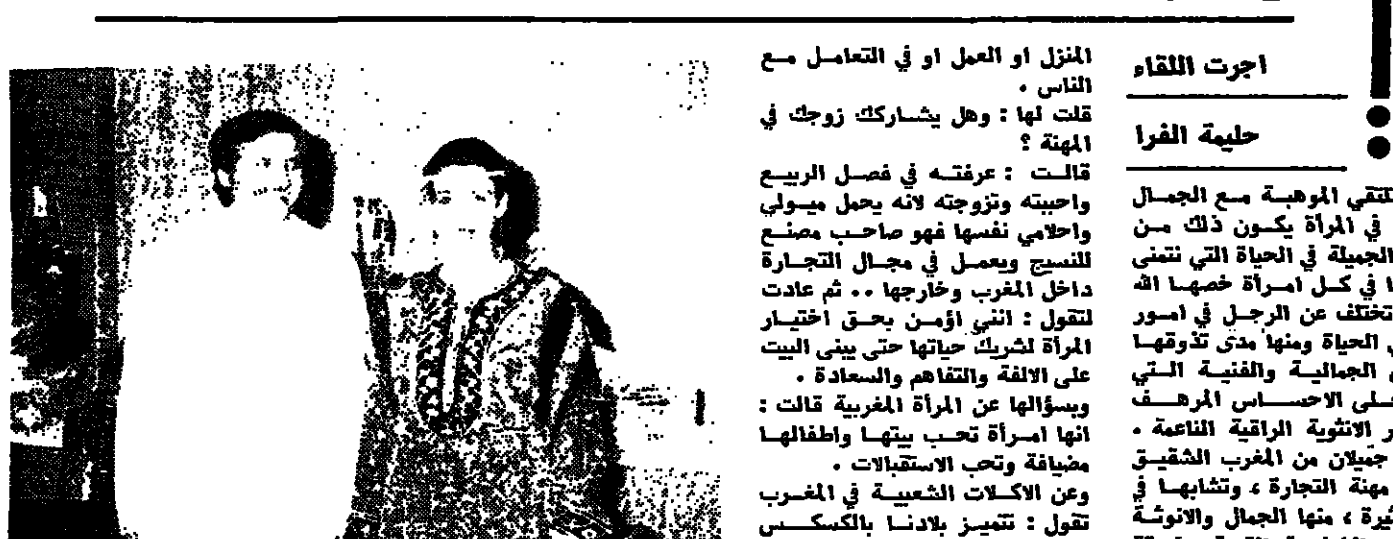 اجرت اللقاء
حليمة الفرا
تلتقي الموهبة مع الجمال
في المرأة يكون ذلك من
الجميلة في الحياة التي نتمنى
ا في كل امرأة خصها الله
تختلف عن الرجل في امور
الحياة ومنها مدى تذوقها
الجمالية والفنية التي
على الاحساس المرهف
ر الانثوية الراقية الناعمة .
جميلان من المغرب الشقيق
مهنة التجارة ، وتشابها في
ثيرة ، منها الجمال والانوثة
المنزل او العمل او في التعامل مع
الناس .
قلت لها : وهل يشاركك زوجك في
المهنة ؟
قالت : عرفته في فصل الربيع
واحببته وتزوجته لانه يحمل ميولي
واحلامي نفسها فهو صاحب مصنع
للنسيج ويعمل في مجال التجارة
داخل المغرب وخارجها .. ثم عادت
لتقول : انني اؤمن بحق اختيار
المرأة لشريك حياتها حتى يبنى البيت
على الالفة والتفاهم والسعادة .
وبسؤالها عن المرأة المغربية قالت :
انها امرأة تحب بيتها واطفالها
مضيافة وتحب الاستقبالات .
وعن الاكلات الشعبية في المغرب
تقول : تتميز بلادنا بالكسكس